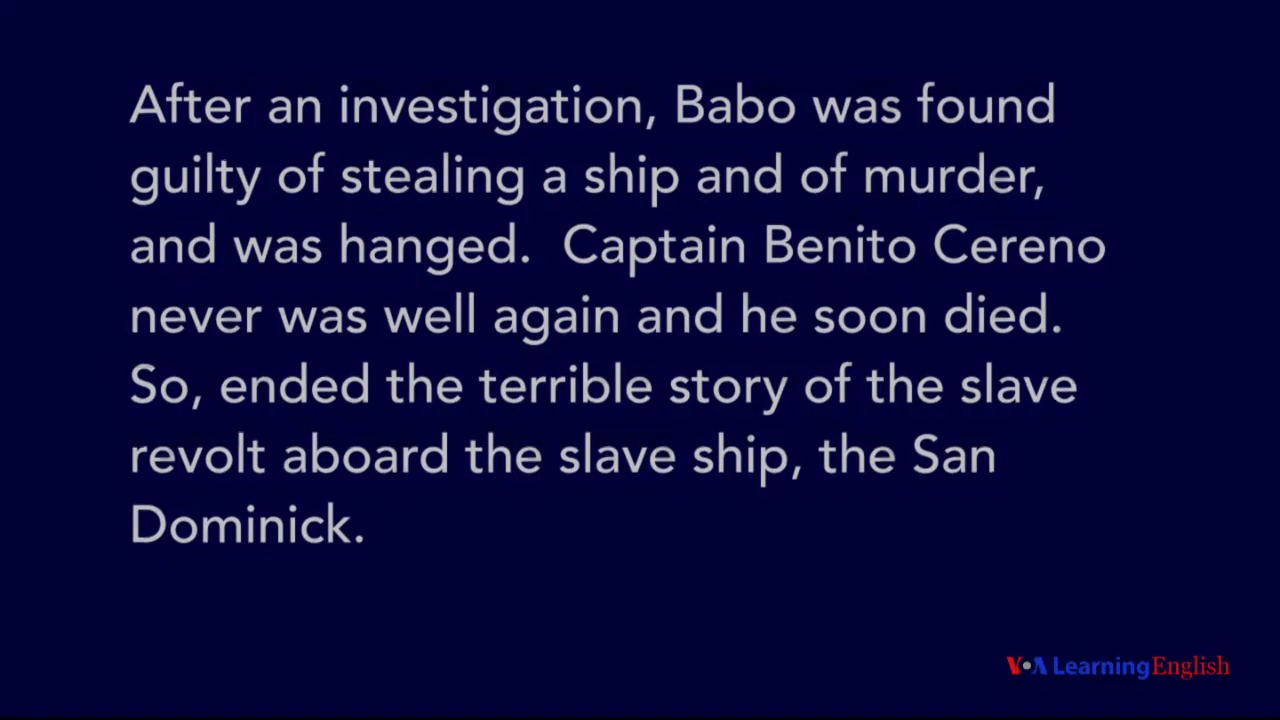 After an investigation, Babo was found
guilty of stealing a ship and of murder,
and was hanged.  Captain Benito Cereno
never was well again and he soon died.
So, ended the terrible story of the slave
revolt aboard the slave ship, the San
Dominick.
VOA Learning English